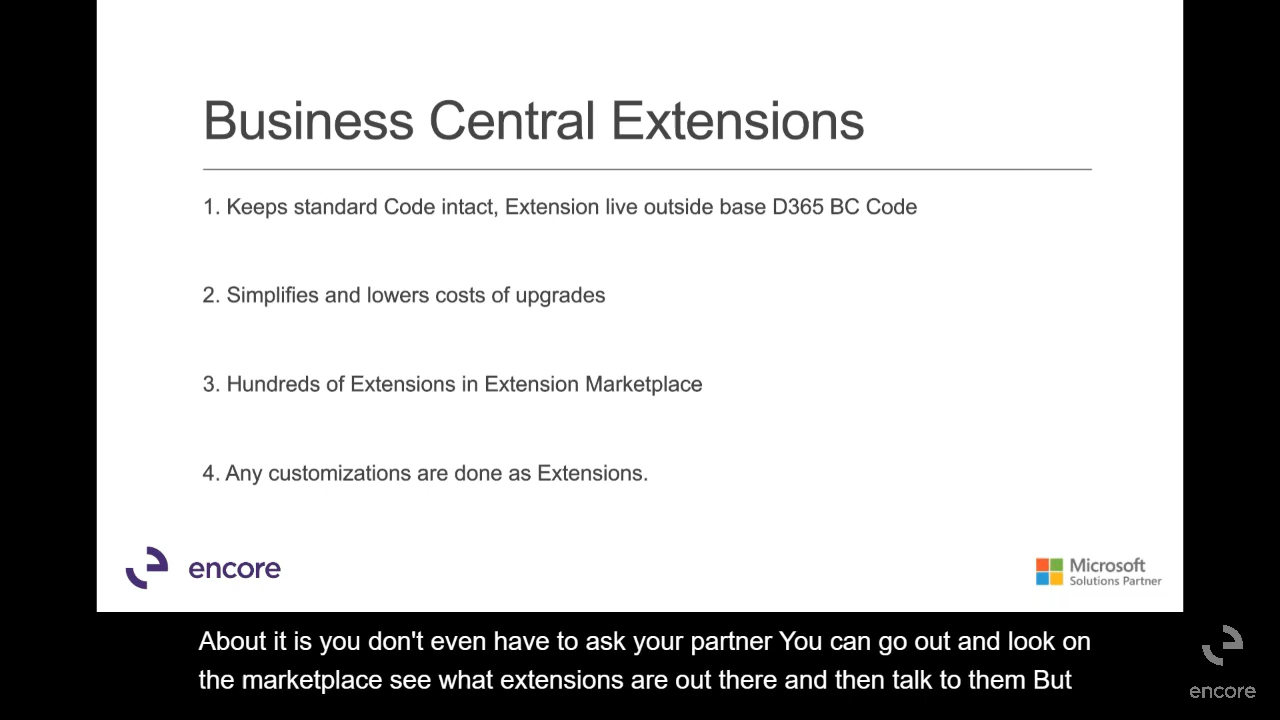 Business Central Extensions
1. Keeps standard Code intact, Extension live outside base D365 BC Code
2. Simplifies and lowers costs of upgrades
3. Hundreds of Extensions in Extension Marketplace
4. Any customizations are done as Extensions.
encore
Microsoft
Solutions Partner
About it is you don't even have to ask your partner You can go out and look on
the marketplace see what extensions are out there and then talk to them But
encore